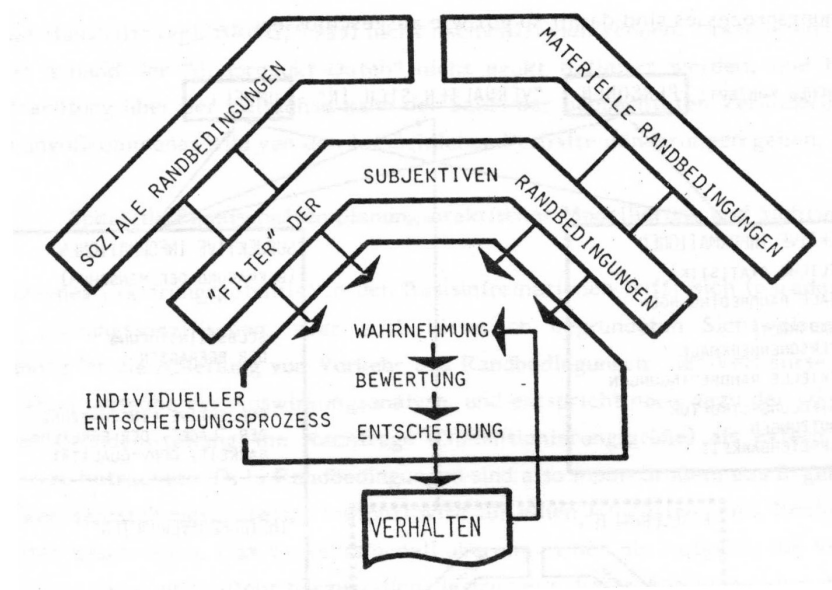 SOZIALE RANDBEDINGUNGEN
MATERIELLE RANDBEDINGUNGEN
"FILTER" DER
SUBJEKTIVEN
RANDBEDINGUNGEN
WAHRNEHMUNG
BEWERTUNG
INDIVIDUELLER
ENTSCHEIDUNGSPROZESS
ENTSCHEIDUNG
VERHALTEN